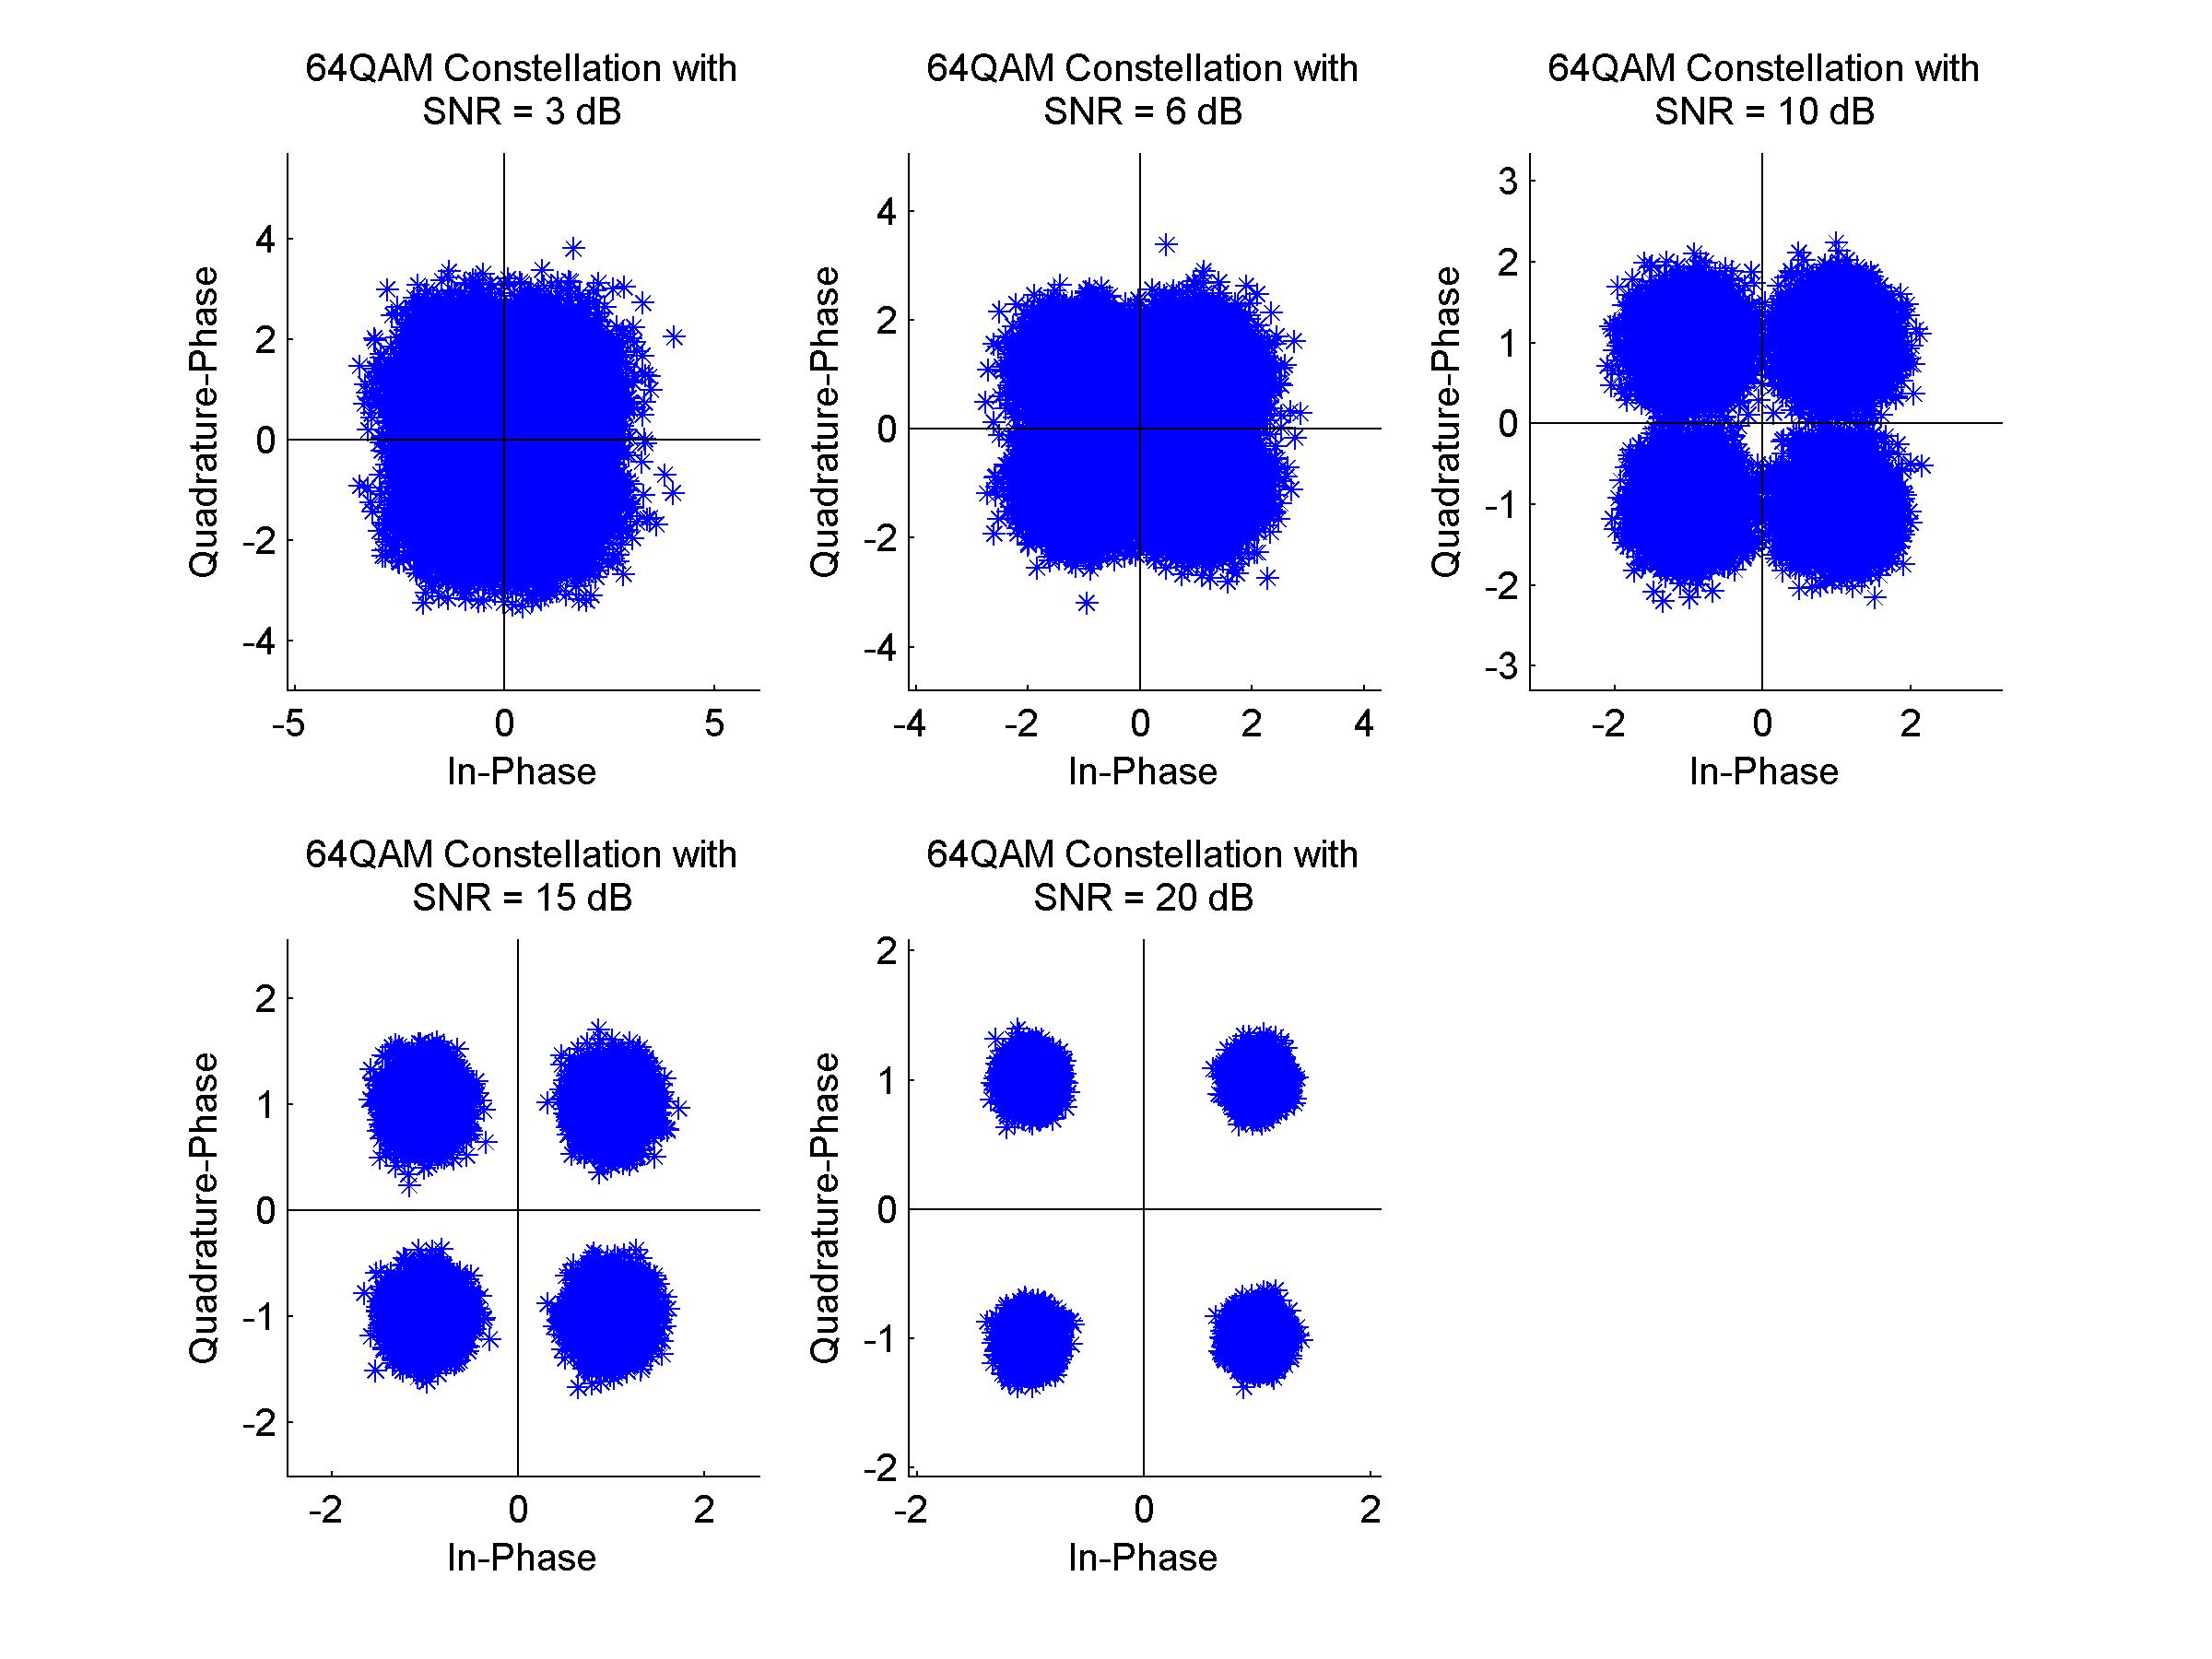 64QAM Constellation with
SNR = 3 dB
Quadrature-Phase
4
2
0
-2
-4
-5
0
5
In-Phase
64QAM Constellation with
SNR = 6 dB
Quadrature-Phase
4
2
0
-2
-4
-4
-2
0
2
4
In-Phase
64QAM Constellation with
SNR = 10 dB
Quadrature-Phase
3
2
1
0
-1
-2
-3
-2
0
2
In-Phase
64QAM Constellation with
SNR = 15 dB
Quadrature-Phase
2
1
0
-1
-2
-2
0
2
In-Phase
64QAM Constellation with
SNR = 20 dB
Quadrature-Phase
2
1
0
-1
-2
-2
0
2
In-Phase